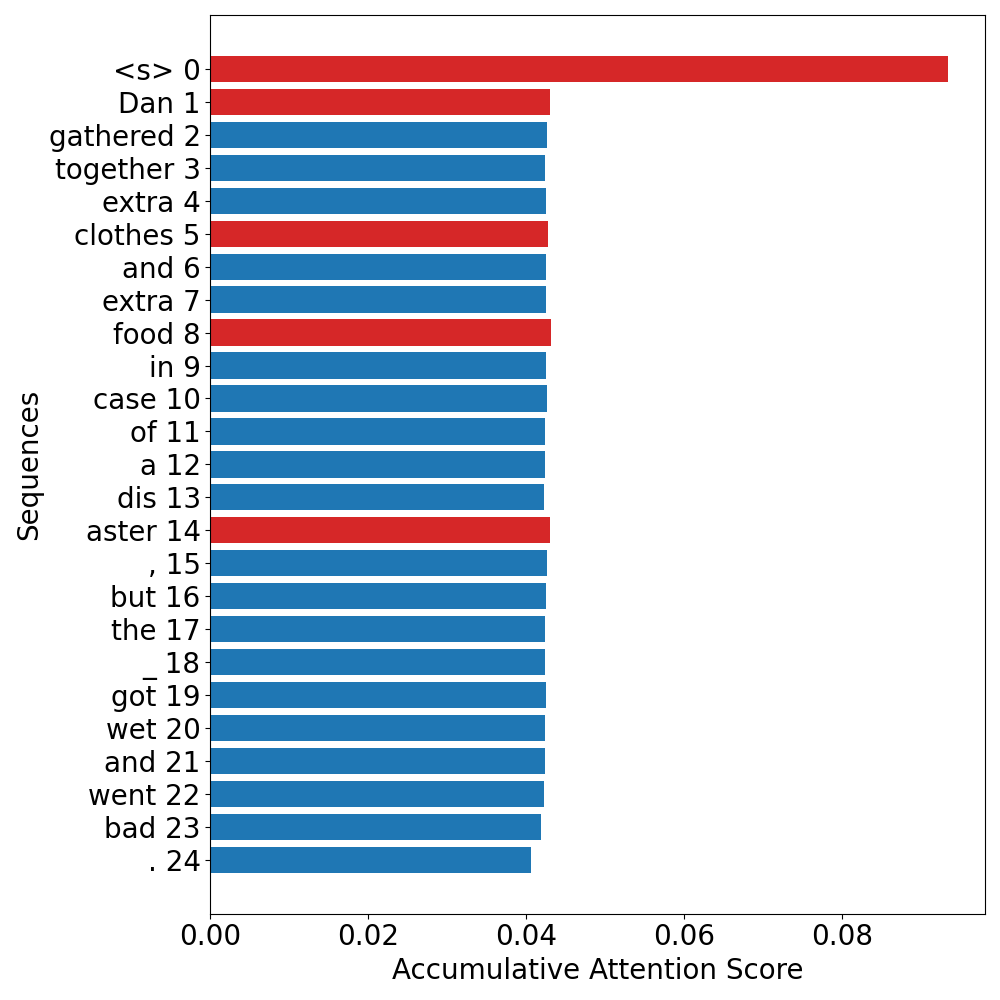 <s> 0
Dan 1
gathered 2
together 3
extra 4
clothes 5
and 6
extra 7
food 8
in 9
case 10
of 11
a 12
dis 13
aster 14
, 15
but 16
the 17
_ 18
got 19
wet 20
and 21
went 22
bad 23
. 24
Sequences
0.00 0.02 0.04 0.06 0.08
Accumulative Attention Score